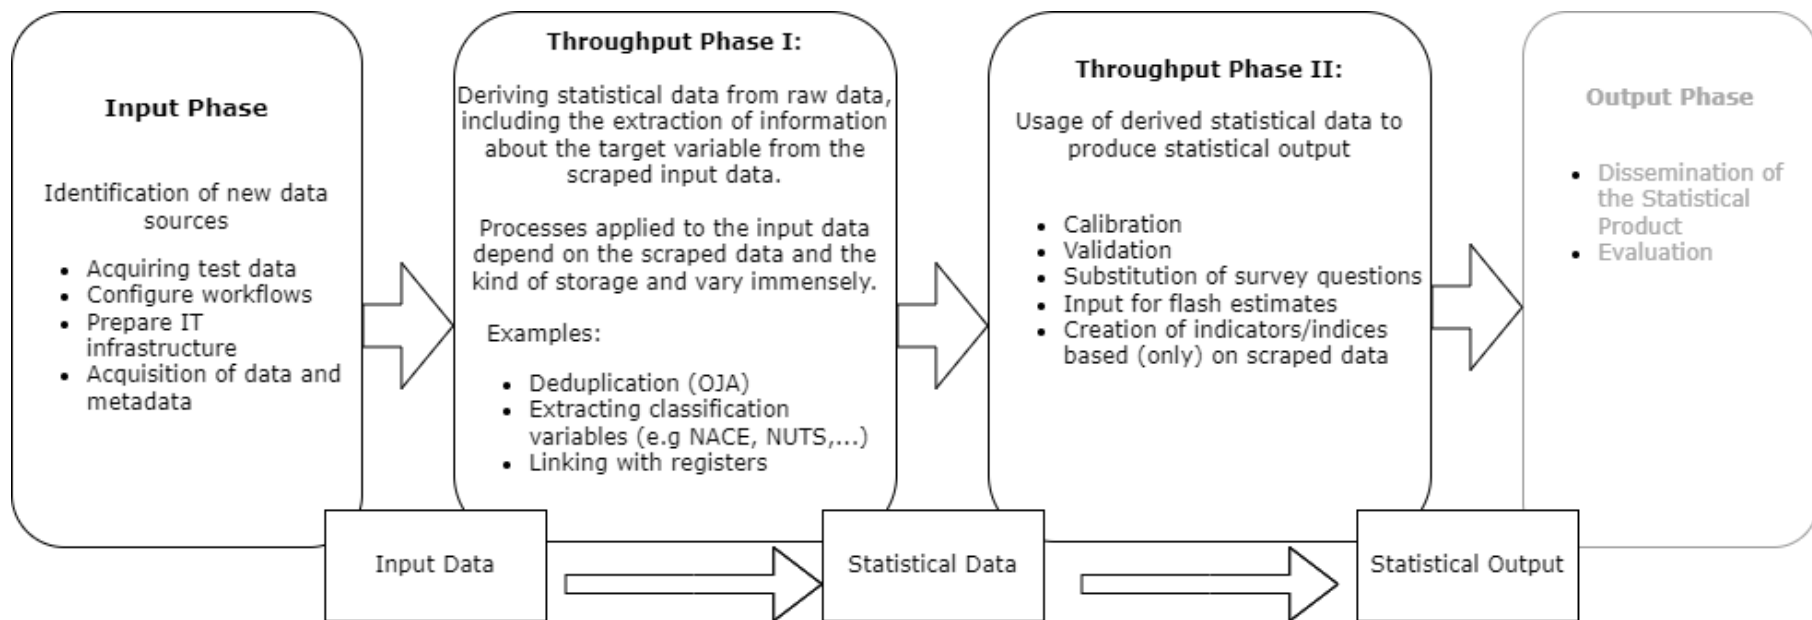 Input Phase
Identification of new data
sources
• Acquiring test data
• Configure workflows
• Prepare IT
infrastructure
• Acquisition of data and
metadata
Throughput Phase I:
Deriving statistical data from raw data,
including the extraction of information
about the target variable from the
scraped input data.
Processes applied to the input data
depend on the scraped data and the
kind of storage and vary immensely.
Examples:
• Deduplication (OJA)
• Extracting classification
variables (e.g NACE, NUTS,...)
• Linking with registers
Throughput Phase II:
Usage of derived statistical data to
produce statistical output
• Calibration
• Validation
• Substitution of survey questions
• Input for flash estimates
• Creation of indicators/indices
based (only) on scraped data
Output Phase
• Dissemination of
the Statistical
Product
• Evaluation
Input Data
Statistical Data
Statistical Output